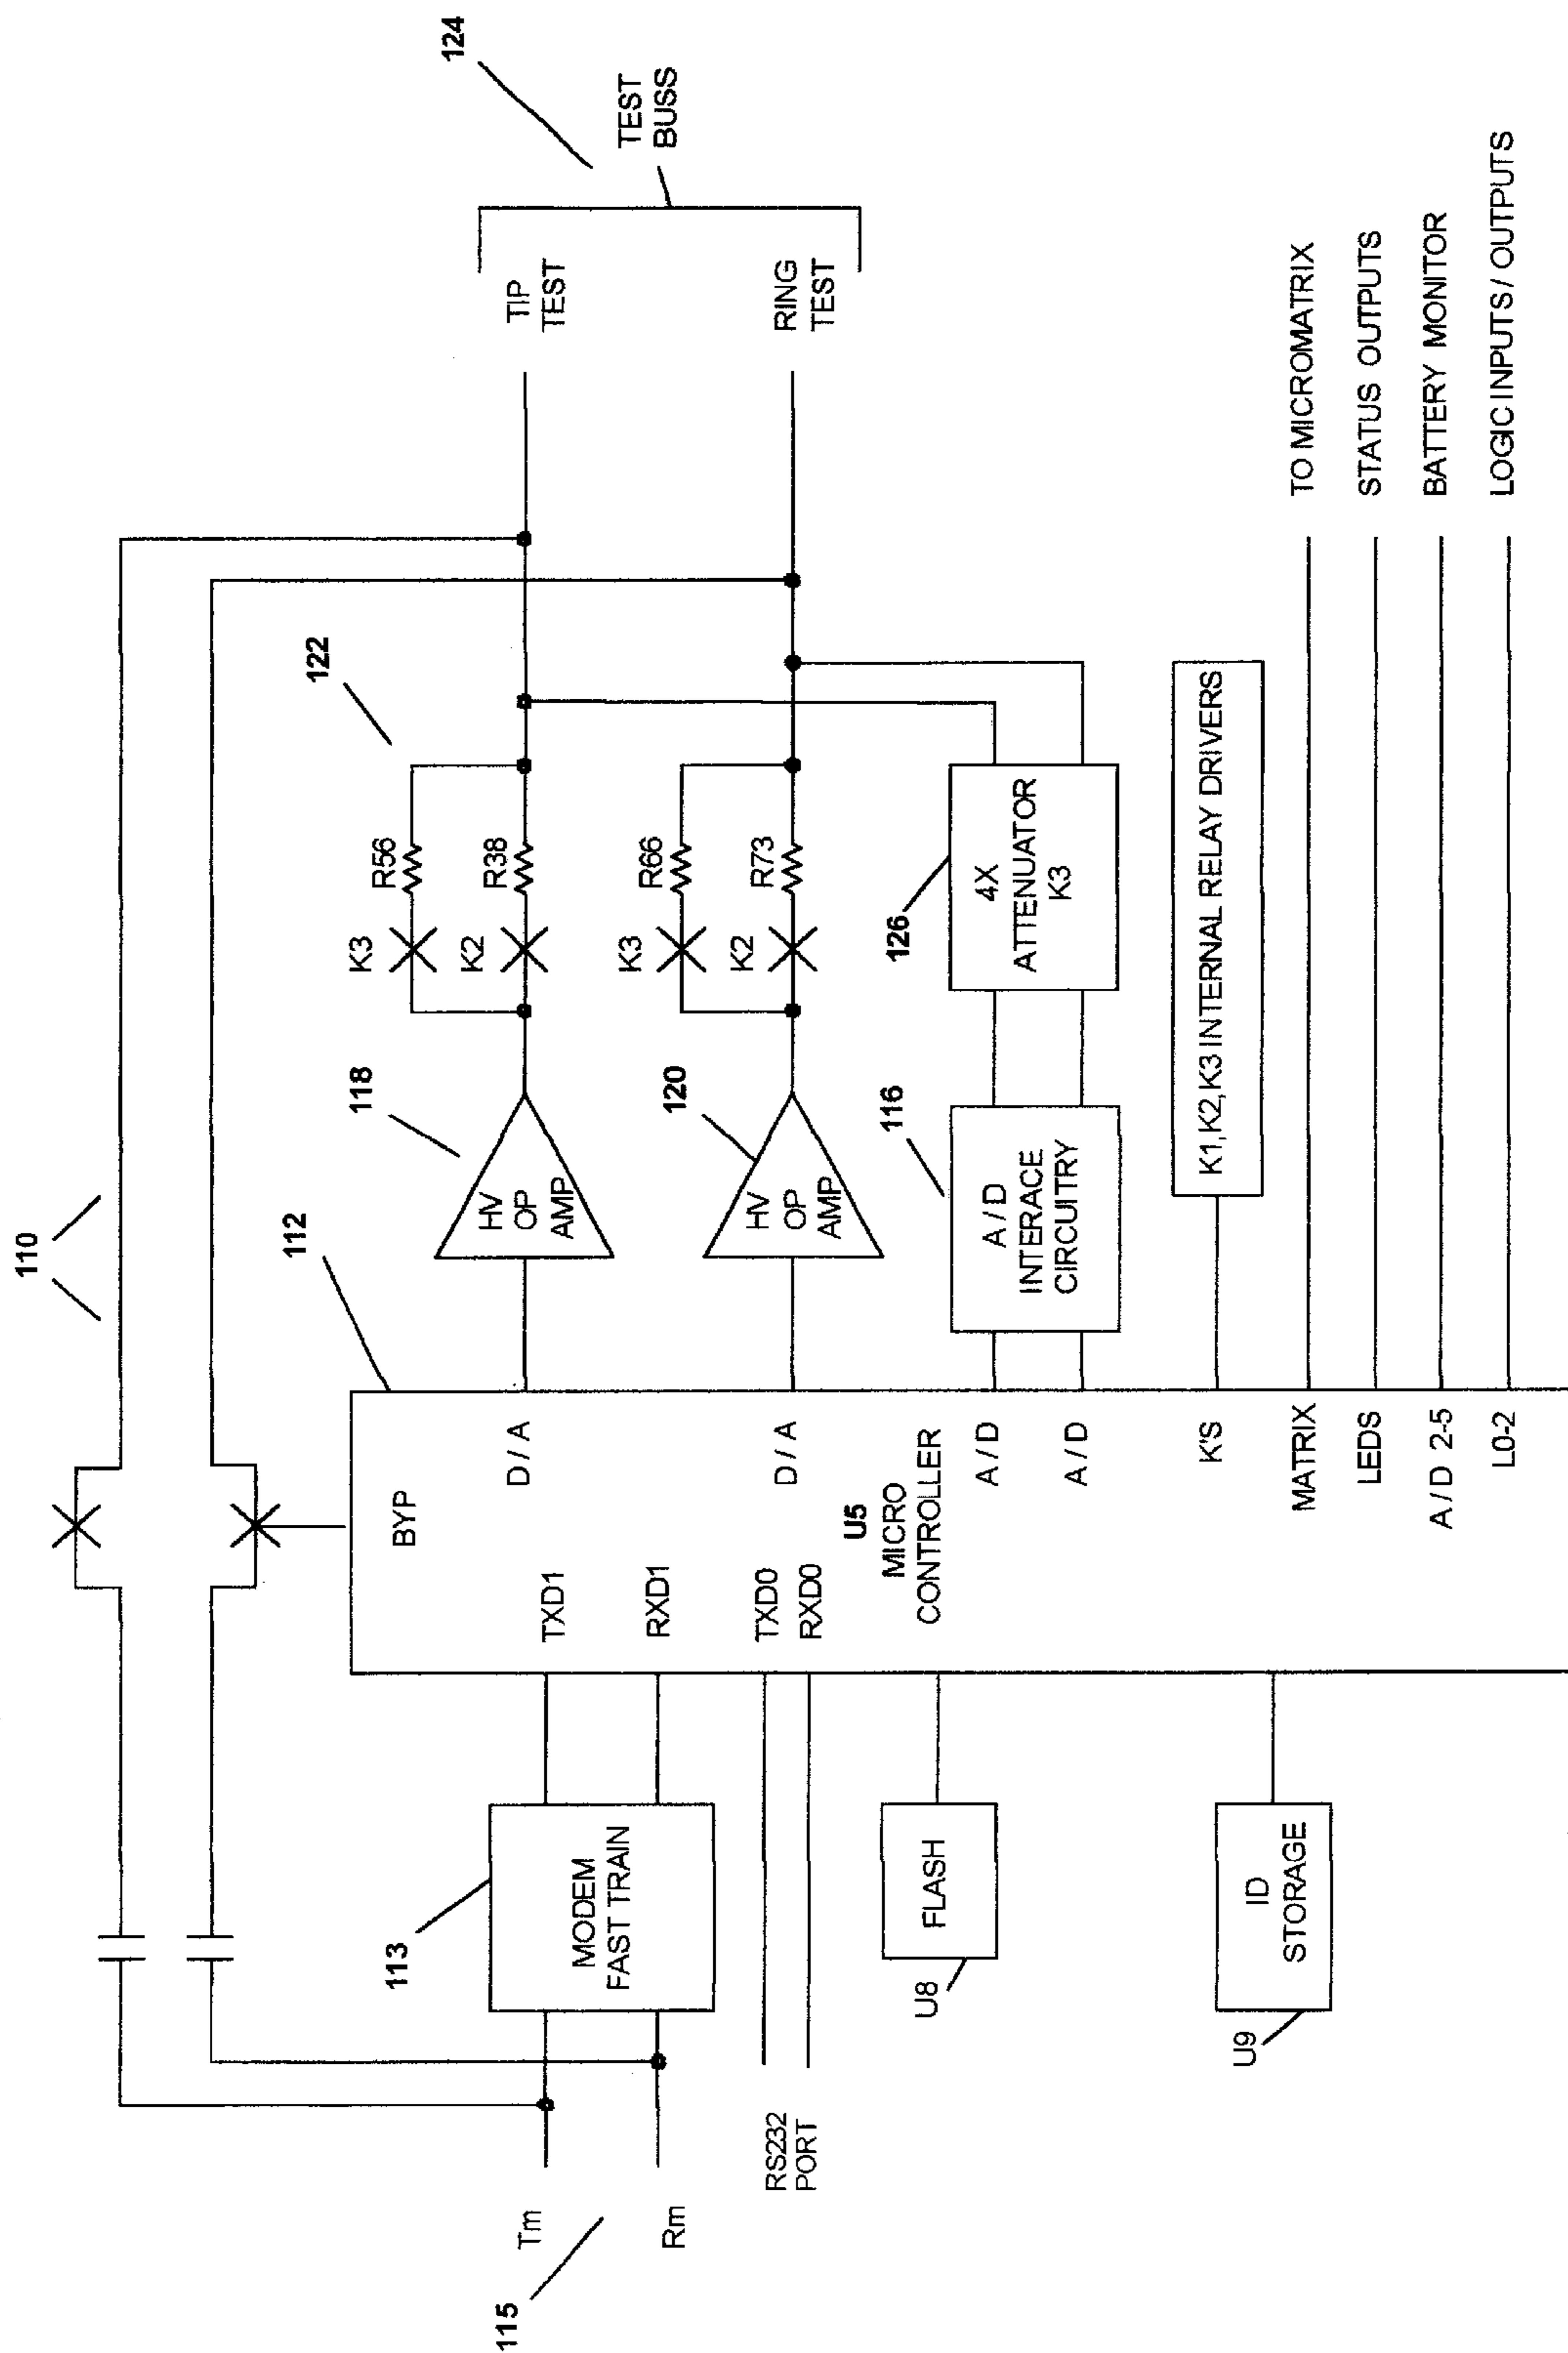 110
124
TEST
BUSS
BYP
112
122
TIP
TEST
118
HV
OP
AMP
K3
R56
K2
R38
D / A
113
MODEM
FAST TRAIN
TXD1
RXD1
Tm
Rm
115
RING
TEST
120
HV
OP
AMP
K3
R66
K2
R73
D / A
RS232
PORT
TXD0
RXD0
U5
MICRO
CONTROLLER
116
A / D
INTERACE
CIRCUITRY
126
4X
ATTENUATOR
K3
A / D
A / D
U8
FLASH
K'S
K1,K2,K3 INTERNAL RELAY DRIVERS
U9
ID
STORAGE
MATRIX
TO MICROMATRIX
LEDS
STATUS OUTPUTS
A / D 2-5
BATTERY MONITOR
L0-2
LOGIC INPUTS / OUTPUTS